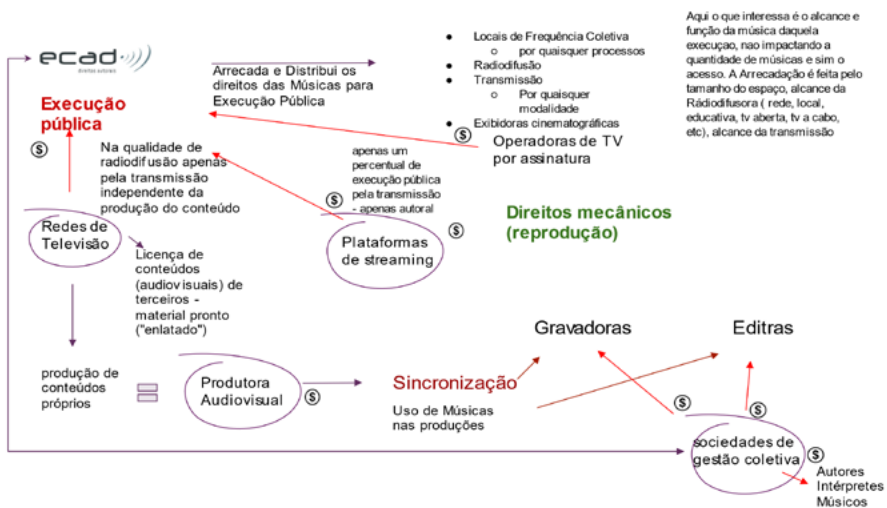 ecad
direitos autorais
Execução
pública
$
Arrecada e Distribui os
direitos das Músicas para
Execução Pública
Locais de Frequência Coletiva
por quaisquer processos
Radiodifusão
Transmissão
Por quaisquer
modalidade
Exibidoras cinematográficas
$
Operadoras de TV
por assinatura
Aqui o que interessa é o alcance e
função da música daquela
execuçao, nao impactando a
quantidade de músicas e sim o
acesso. A Arrecadação é feita pelo
tamanho do espaço, alcance da
Rádiodifusora ( rede, local,
educativa, tv aberta, tv a cabo,
etc), alcance da transmissão
Na qualidade de
radiodifusão apenas
pela transmissão
independente da
produção do conteúdo
apenas um
percentual de
execução pública
pela transmissão
- apenas autoral
$
Redes de
Televisão
Plataformas
de streaming
$
Direitos mecânicos
(reprodução)
Licença de
conteúdos
(audiovisuais) de
terceiros -
material pronto
("enlatado")
Gravadoras
Editras
produção de
conteúdos
próprios
Produtora
Audiovisual
$
Sincronização
Uso de Músicas
nas produções
$
$
sociedades de
gestão coletiva
$
Autores
Intérpretes
Músicos